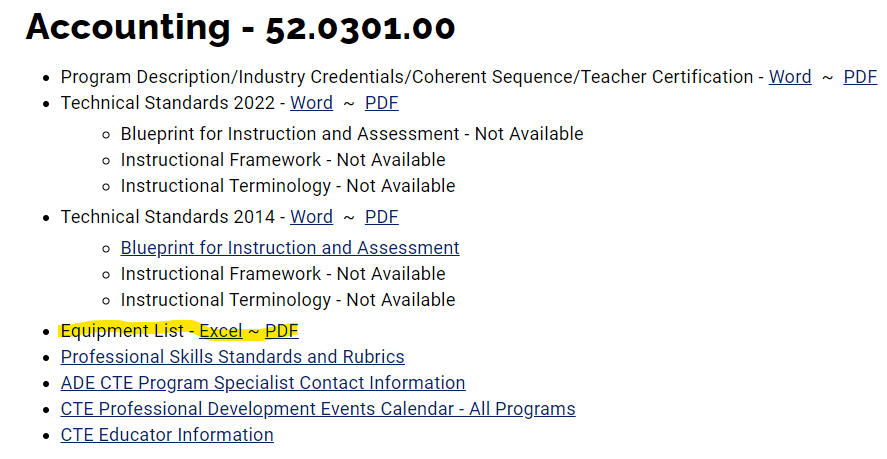 Accounting - 52.0301.00
Program Description/Industry Credentials/Coherent Sequence/Teacher Certification - Word ~ PDF
Technical Standards 2022 - Word ~ PDF
Blueprint for Instruction and Assessment - Not Available
Instructional Framework - Not Available
Instructional Terminology - Not Available
Technical Standards 2014 - Word ~ PDF
Blueprint for Instruction and Assessment
Instructional Framework - Not Available
Instructional Terminology - Not Available
Equipment List - Excel ~ PDF
Professional Skills Standards and Rubrics
ADE CTE Program Specialist Contact Information
CTE Professional Development Events Calendar - All Programs
CTE Educator Information